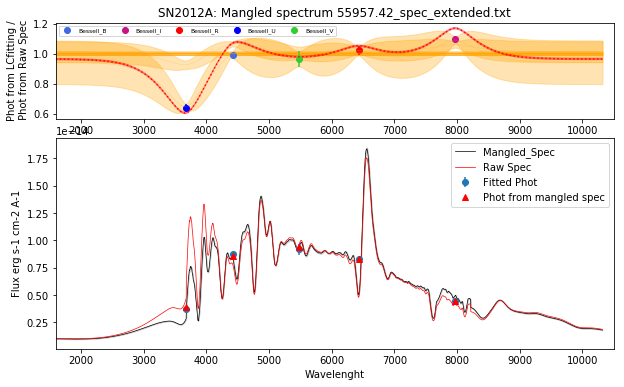 SN2012A: Mangled spectrum 55957.42_spec_extended.txt
Phot from LCfitting /
Phot from Raw Spec
1.2
1.0
0.8
0.6
Bessell_B
Bessell_I
Bessell_R
Bessell_U
Bessell_V
2000 3000 4000 5000 6000 7000 8000 9000 10000
1e-14
Flux erg s-1 cm-2 A-1
1.75
1.50
1.25
1.00
0.75
0.50
0.25
Mangled_Spec
Raw Spec
Fitted Phot
Phot from mangled spec
2000 3000 4000 5000 6000 7000 8000 9000 10000
Wavelenght